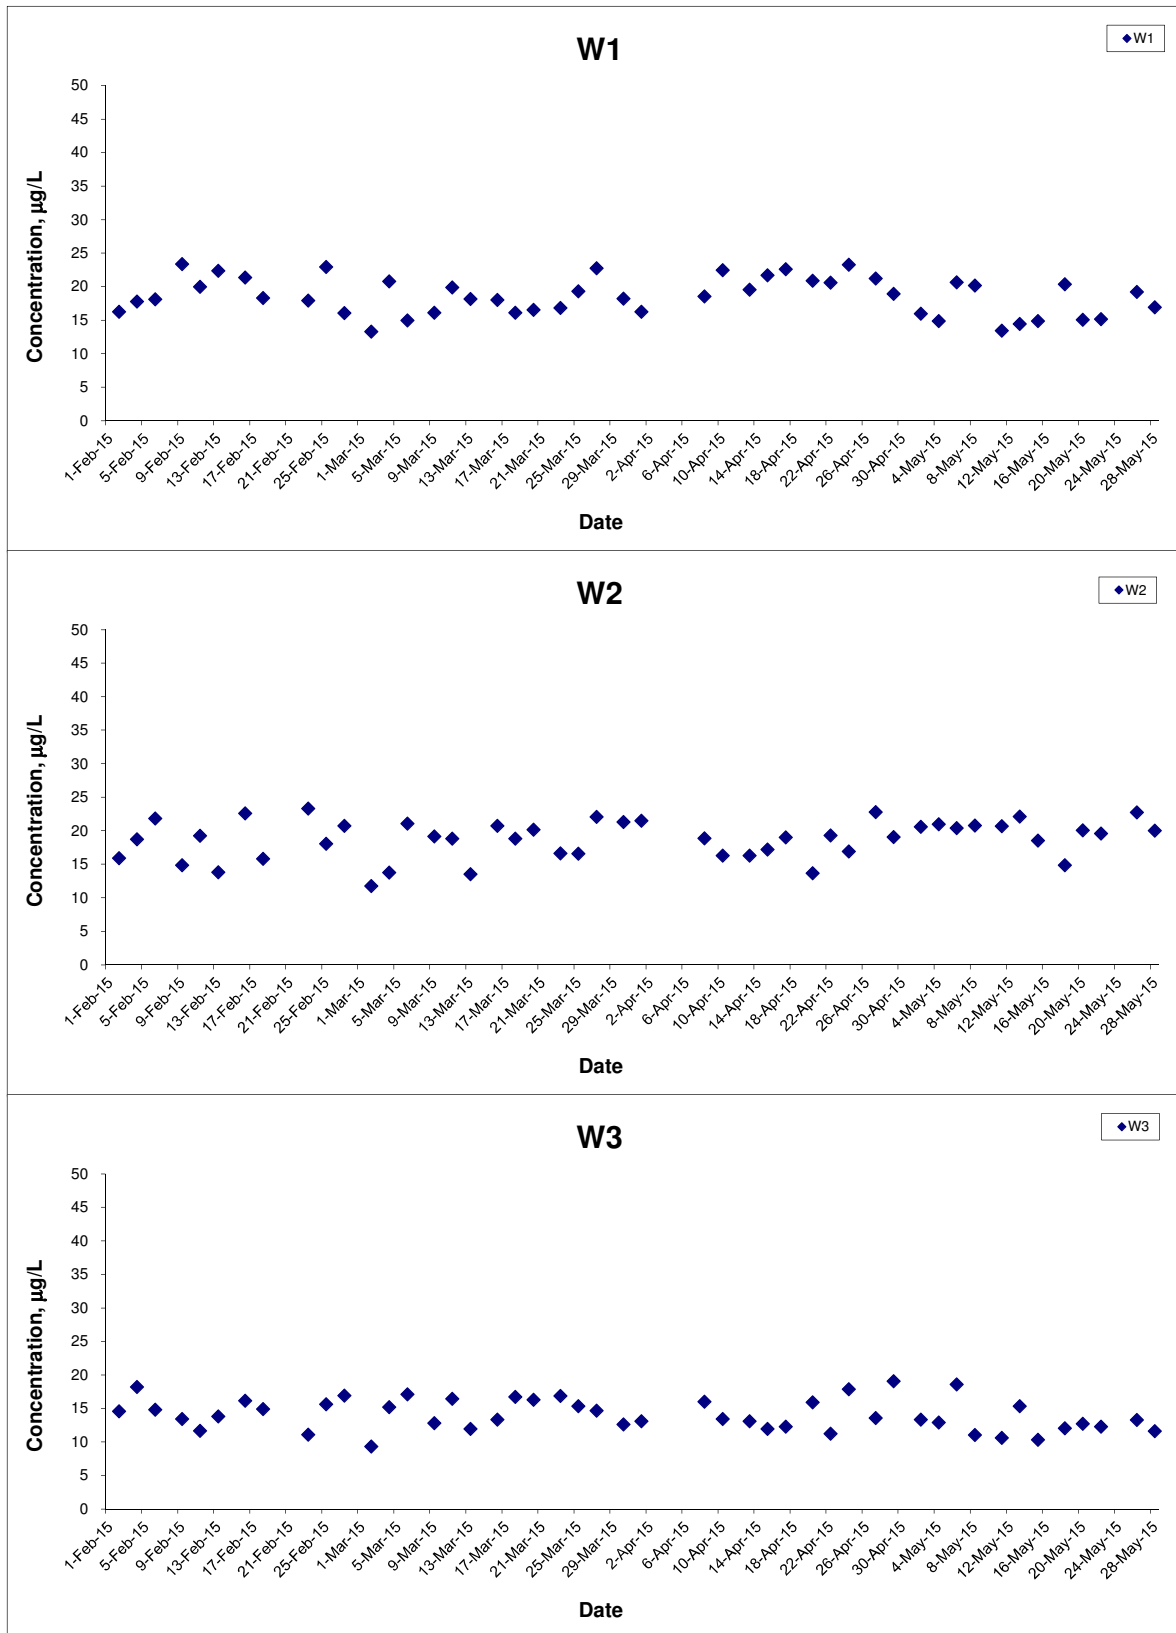 W1
W1
50
45
40
35
30
25
20
15
10
5
0
Concentration, µg/L
1-Feb-15 5-Feb-15 9-Feb-15 13-Feb-15 17-Feb-15 21-Feb-15 25-Feb-15 1-Mar-15 5-Mar-15 9-Mar-15 13-Mar-15 17-Mar-15 21-Mar-15 25-Mar-15 29-Mar-15 2-Apr-15 6-Apr-15 10-Apr-15 14-Apr-15 18-Apr-15 22-Apr-15 26-Apr-15 30-Apr-15 4-May-15 8-May-15 12-May-15 16-May-15 20-May-15 24-May-15 28-May-15
Date
W2
W2
50
45
40
35
30
25
20
15
10
5
0
Concentration, µg/L
1-Feb-15 5-Feb-15 9-Feb-15 13-Feb-15 17-Feb-15 21-Feb-15 25-Feb-15 1-Mar-15 5-Mar-15 9-Mar-15 13-Mar-15 17-Mar-15 21-Mar-15 25-Mar-15 29-Mar-15 2-Apr-15 6-Apr-15 10-Apr-15 14-Apr-15 18-Apr-15 22-Apr-15 26-Apr-15 30-Apr-15 4-May-15 8-May-15 12-May-15 16-May-15 20-May-15 24-May-15 28-May-15
Date
W3
W3
50
45
40
35
30
25
20
15
10
5
0
Concentration, µg/L
1-Feb-15 5-Feb-15 9-Feb-15 13-Feb-15 17-Feb-15 21-Feb-15 25-Feb-15 1-Mar-15 5-Mar-15 9-Mar-15 13-Mar-15 17-Mar-15 21-Mar-15 25-Mar-15 29-Mar-15 2-Apr-15 6-Apr-15 10-Apr-15 14-Apr-15 18-Apr-15 22-Apr-15 26-Apr-15 30-Apr-15 4-May-15 8-May-15 12-May-15 16-May-15 20-May-15 24-May-15 28-May-15
Date